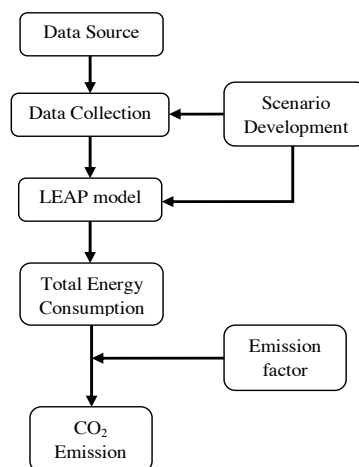 Data Source
Data Collection
Scenario
Development
LEAP model
Total Energy
Consumption
Emission
factor
CO₂
Emission